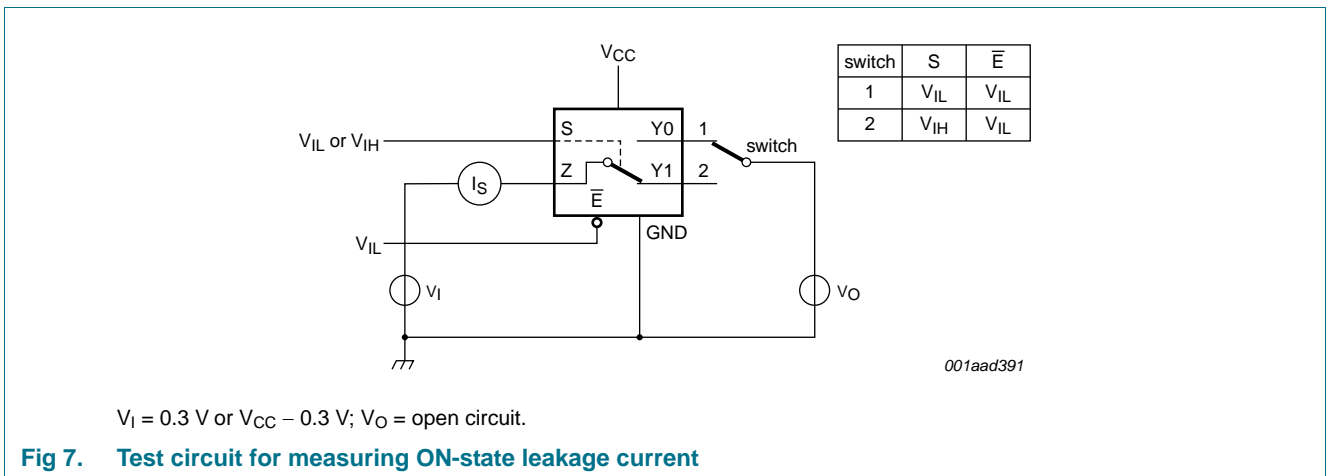 VCC
switch S E̅
1 VIL VIL
2 VIH VIL
VIL or VIH
S Y0 1
switch
Z Y1 2
IS
E̅
GND
VIL
VI
VO
001aad391
VI = 0.3 V or VCC − 0.3 V; VO = open circuit.
Fig 7. Test circuit for measuring ON-state leakage current